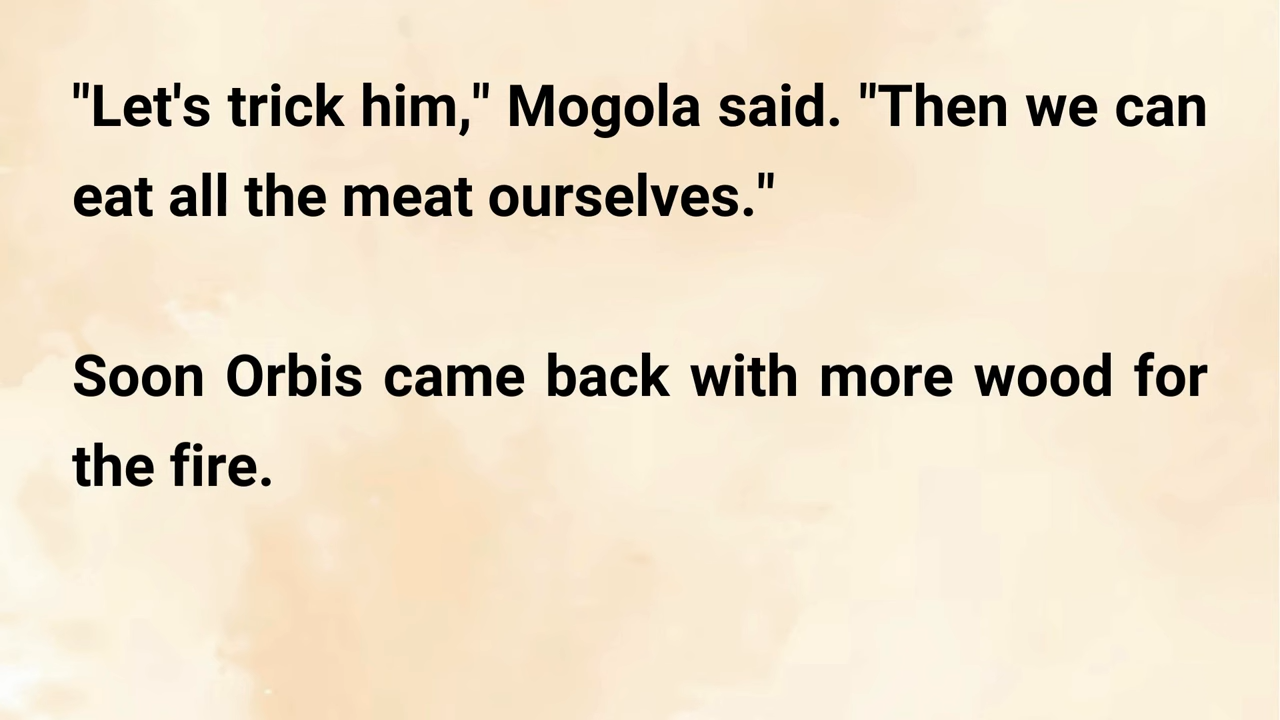 "Let's trick him," Mogola said. "Then we can
eat all the meat ourselves."
Soon Orbis came back with more wood for
the fire.